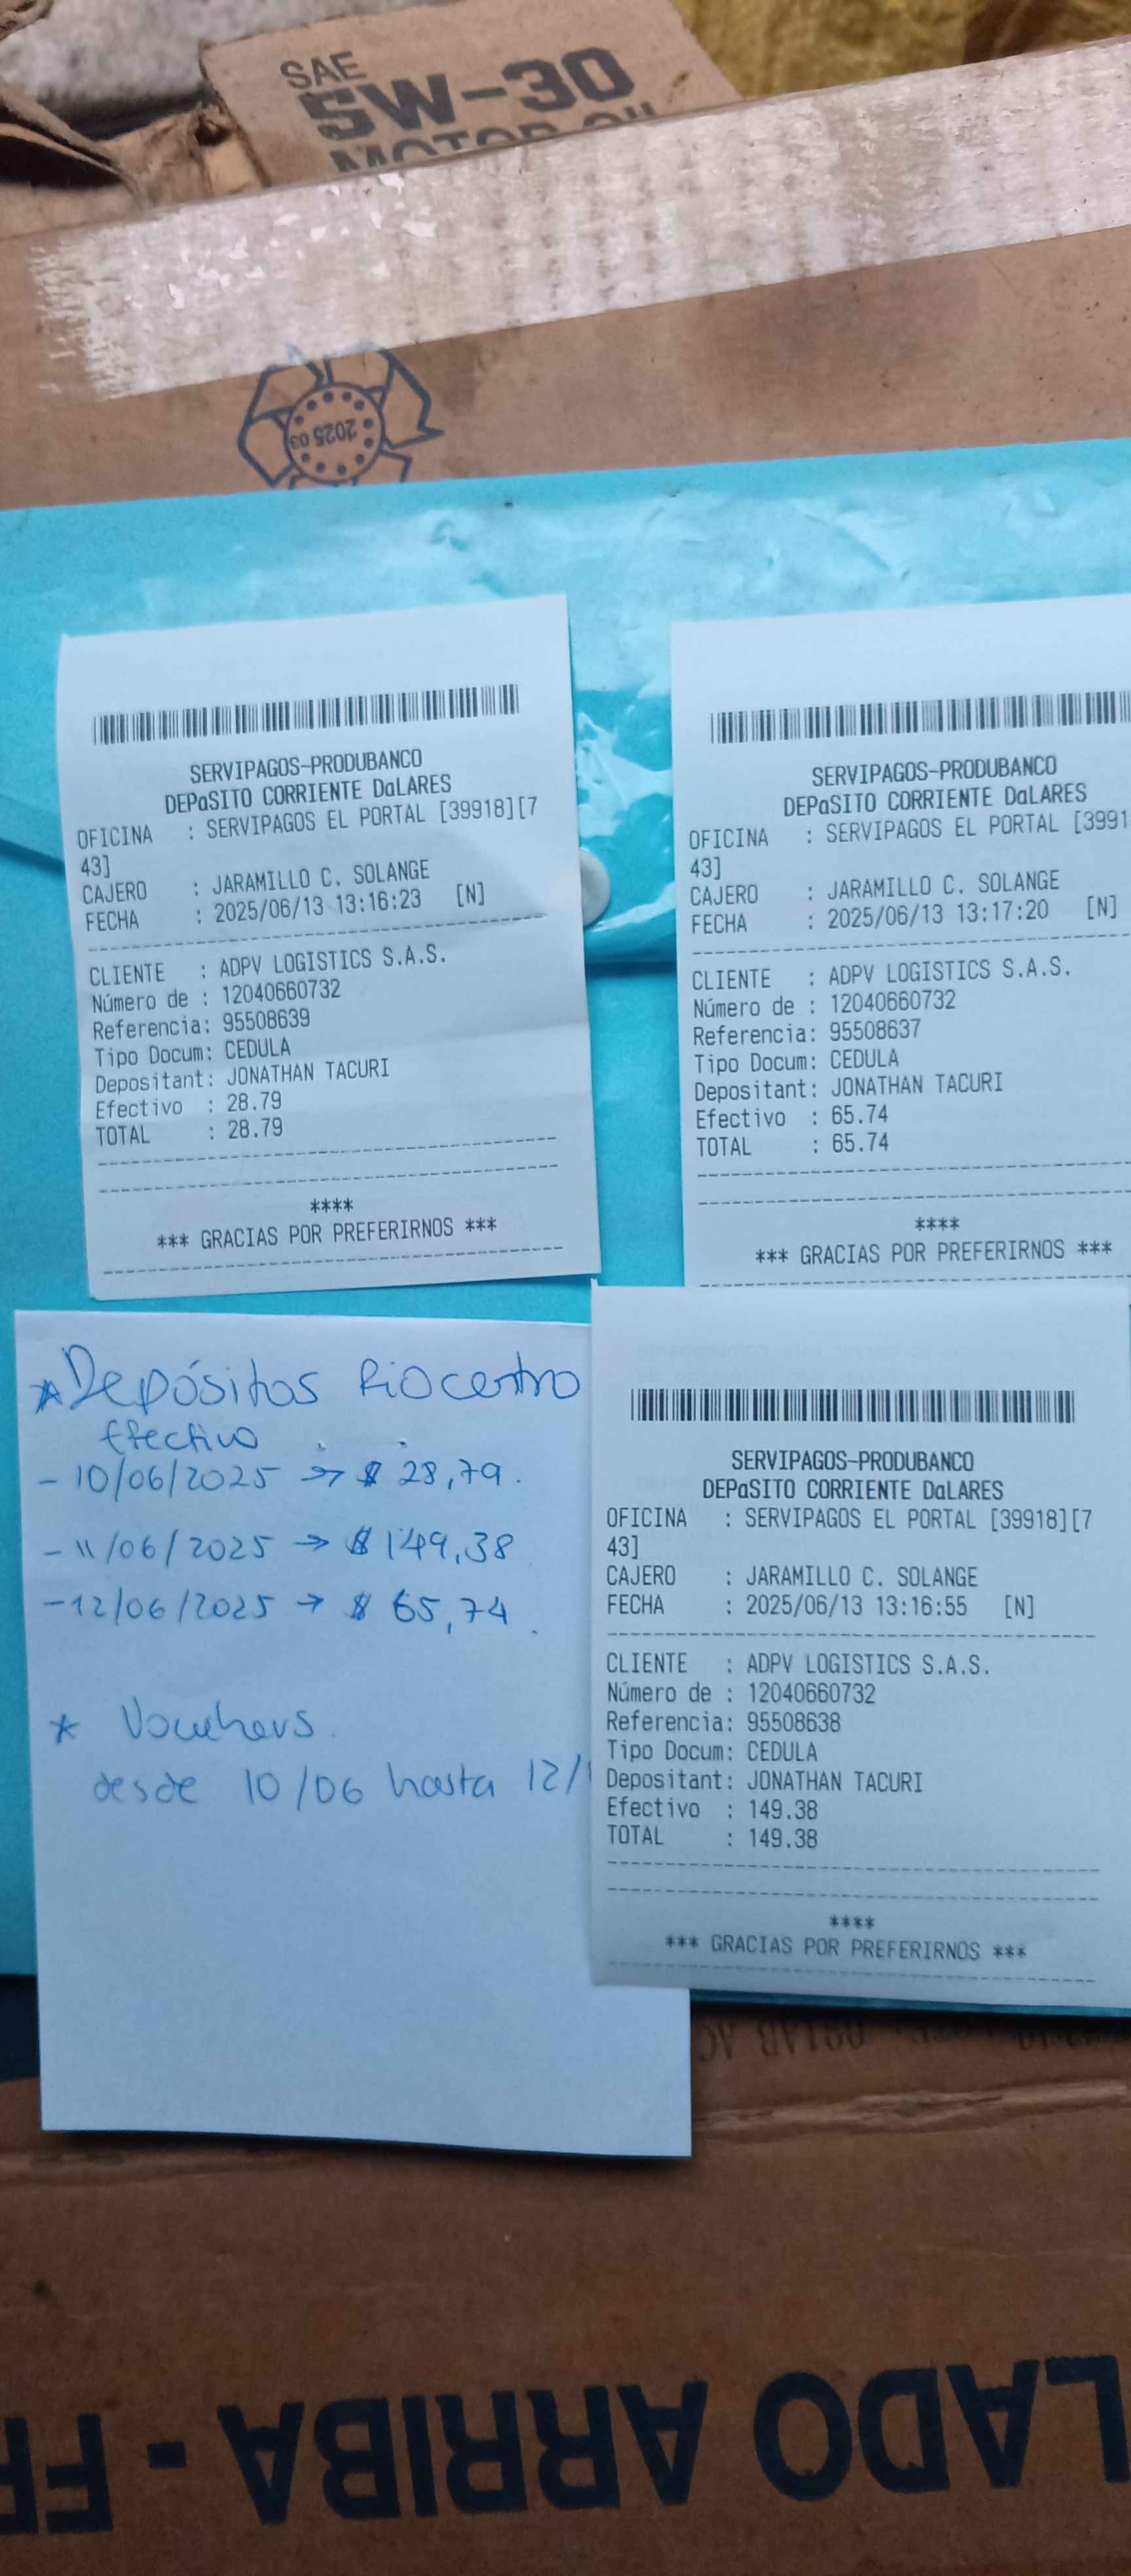 SAE
5W-30
MOTOR OIL
2025 03
SERVIPAGOS-PRODUBANCO
DEPaSITO CORRIENTE DaLARES
OFICINA : SERVIPAGOS EL PORTAL [39918][7
43]
CAJERO : JARAMILLO C. SOLANGE
FECHA : 2025/06/13 13:16:23 [N]
CLIENTE : ADPV LOGISTICS S.A.S.
Número de : 12040660732
Referencia: 95508639
Tipo Docum: CEDULA
Depositant: JONATHAN TACURI
Efectivo : 28.79
TOTAL : 28.79
****
*** GRACIAS POR PREFERIRNOS ***
SERVIPAGOS-PRODUBANCO
DEPaSITO CORRIENTE DaLARES
OFICINA : SERVIPAGOS EL PORTAL [3991
43]
CAJERO : JARAMILLO C. SOLANGE
FECHA : 2025/06/13 13:17:20 [N]
CLIENTE : ADPV LOGISTICS S.A.S.
Número de : 12040660732
Referencia: 95508637
Tipo Docum: CEDULA
Depositant: JONATHAN TACURI
Efectivo : 65.74
TOTAL : 65.74
****
*** GRACIAS POR PREFERIRNOS ***
* Depósitos Riocentro
Efectivo
- 10/06/2025 → $ 28,79.
- 11/06/2025 → $ 149,38
- 12/06/2025 → $ 65,74.
* Vouchers.
desde 10/06 hasta 12/
SERVIPAGOS-PRODUBANCO
DEPaSITO CORRIENTE DaLARES
OFICINA : SERVIPAGOS EL PORTAL [39918][7
43]
CAJERO : JARAMILLO C. SOLANGE
FECHA : 2025/06/13 13:16:55 [N]
CLIENTE : ADPV LOGISTICS S.A.S.
Número de : 12040660732
Referencia: 95508638
Tipo Docum: CEDULA
Depositant: JONATHAN TACURI
Efectivo : 149.38
TOTAL : 149.38
****
*** GRACIAS POR PREFERIRNOS ***
LADO ARRIBA - FR